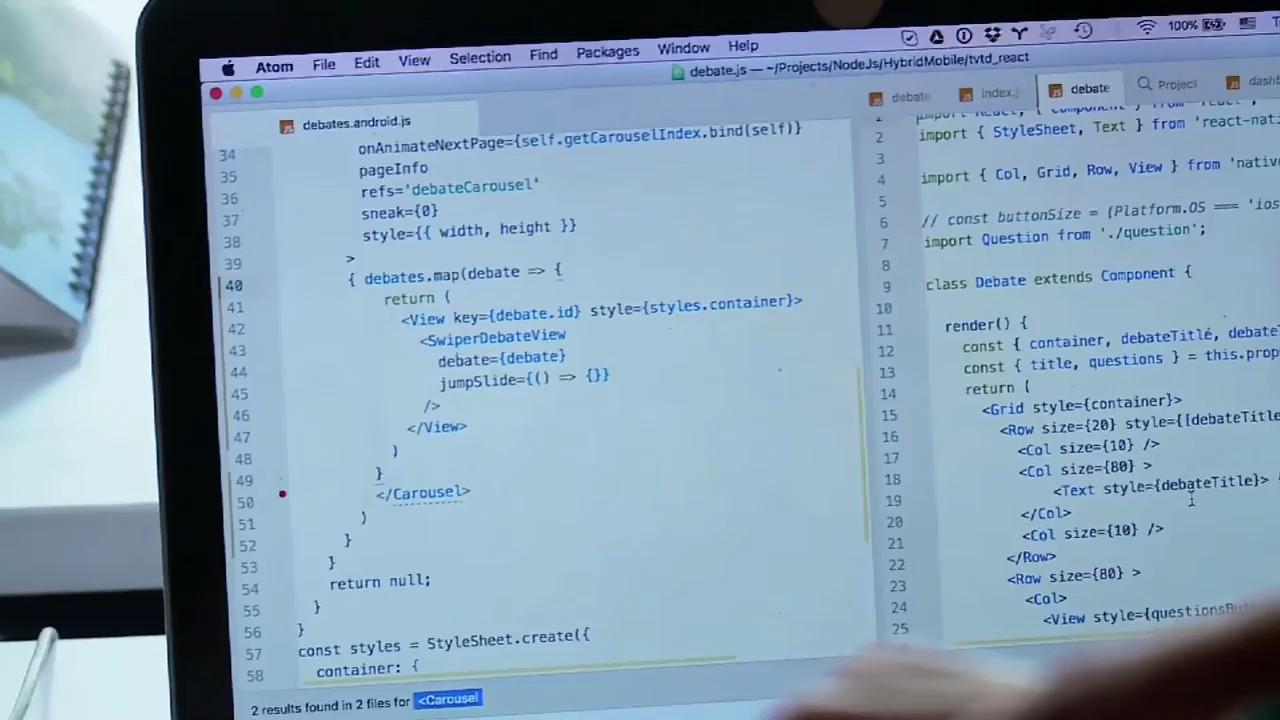 Atom File Edit View Selection Find Packages Window Help 100%
debate.js — ~/Projects/NodeJs/HybridMobile/tvtd_react
debates.android.js
34 onAnimateNextPage={self.getCarouselIndex.bind(self)}
35 pageInfo
36 refs='debateCarousel'
37 sneak={0}
38 style={{ width, height }}
39 >
40 { debates.map(debate => {
41 return (
42 <View key={debate.id} style={styles.container}>
43 <SwiperDebateView
44 debate={debate}
45 jumpSlide={() => {}}
46 />
47 </View>
48 )
49 }
50 </Carousel>
51 )
52 }
53 }
54 return null;
55 }
56 }
57 const styles = StyleSheet.create({
58 container: {
2 results found in 2 files for <Carousel
debate index.j debate Project
2 import { StyleSheet, Text } from 'react-nat
3
4 import { Col, Grid, Row, View } from 'native
5
6 // const buttonSize = (Platform.OS === 'ios
7 import Question from './question';
8
9 class Debate extends Component {
10
11 render() {
12 const { container, debateTitle, debate
13 const { title, questions } = this.prop
14 return (
15 <Grid style={container}>
16 <Row size={20} style={[debateTitle
17 <Col size={10} />
18 <Col size={80} >
19 <Text style={debateTitle}>
20 </Col>
21 <Col size={10} />
22 </Row>
23 <Row size={80} >
24 <Col>
25 <View style={questionsBut